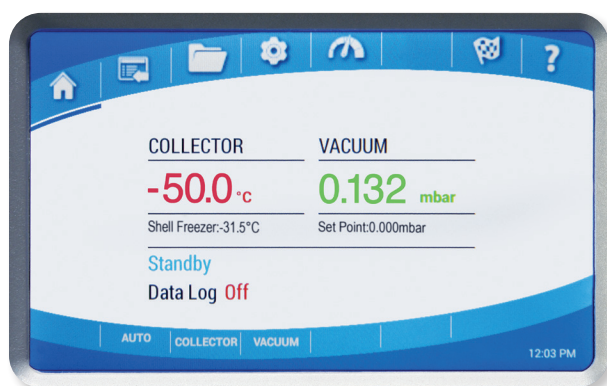 ?
COLLECTOR VACUUM
-50.0 °C 0.132 mbar
Shell Freezer:-31.5°C Set Point:0.000mbar
Standby
Data Log Off
AUTO COLLECTOR VACUUM
12:03 PM